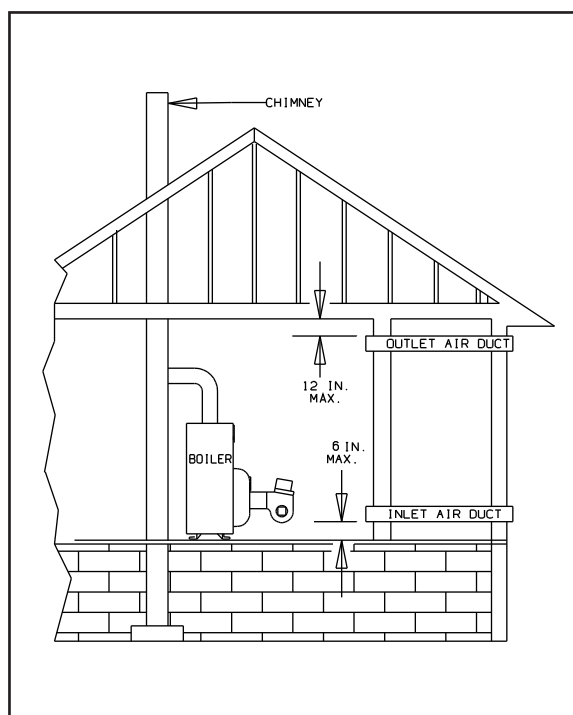 CHIMNEY
OUTLET AIR DUCT
12 IN.
MAX.
6 IN.
MAX.
BOILER
INLET AIR DUCT